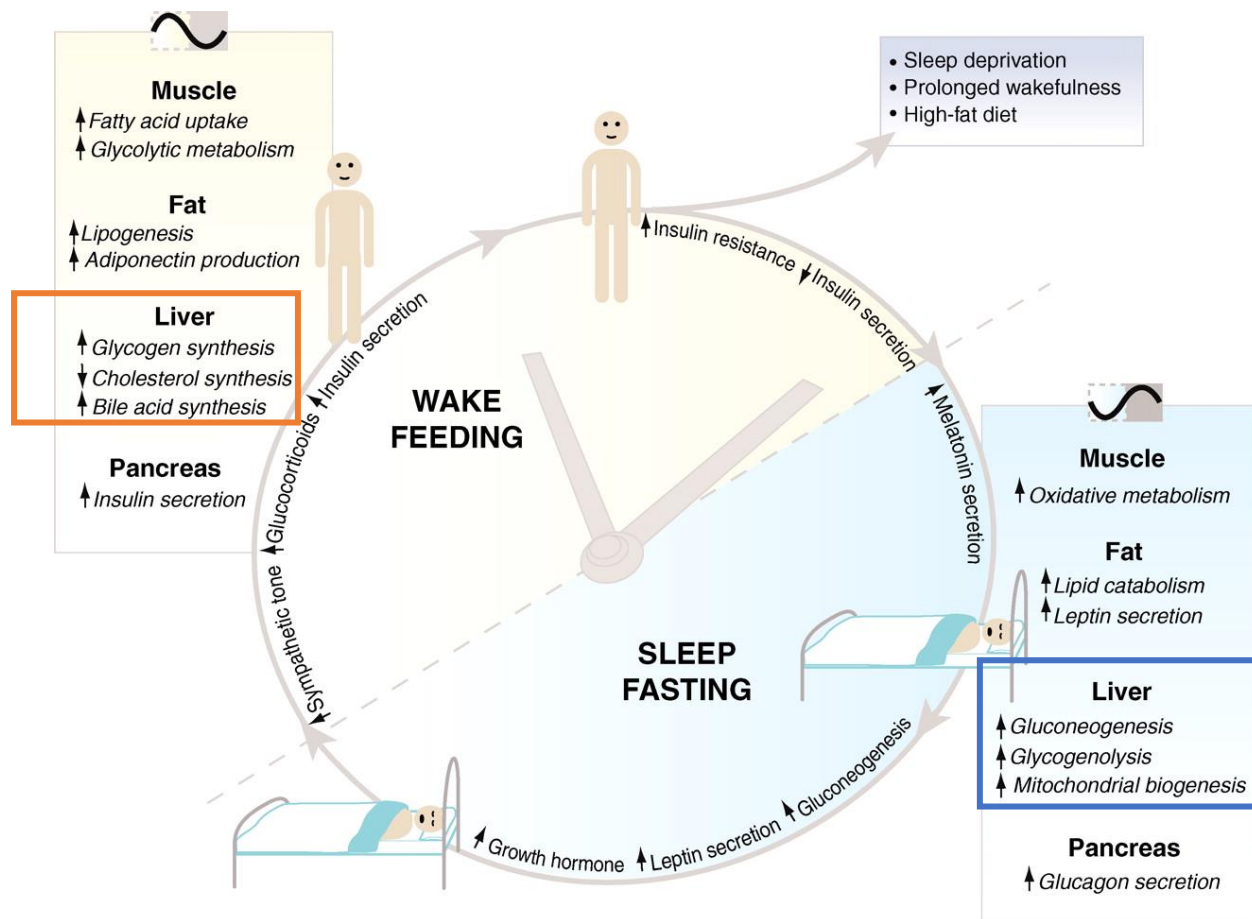 Muscle
Fatty acid uptake
Glycolytic metabolism
Fat
Lipogenesis
Adiponectin production
Liver
Glycogen synthesis
Cholesterol synthesis
Bile acid synthesis
Pancreas
Insulin secretion
• Sleep deprivation
• Prolonged wakefulness
• High-fat diet
Sympathetic tone
Glucocorticoids
Insulin secretion
Insulin resistance
Insulin secretion
Melatonin secretion
Gluconeogenesis
Leptin secretion
Growth hormone
WAKE
FEEDING
SLEEP
FASTING
Muscle
Oxidative metabolism
Fat
Lipid catabolism
Leptin secretion
Liver
Gluconeogenesis
Glycogenolysis
Mitochondrial biogenesis
Pancreas
Glucagon secretion